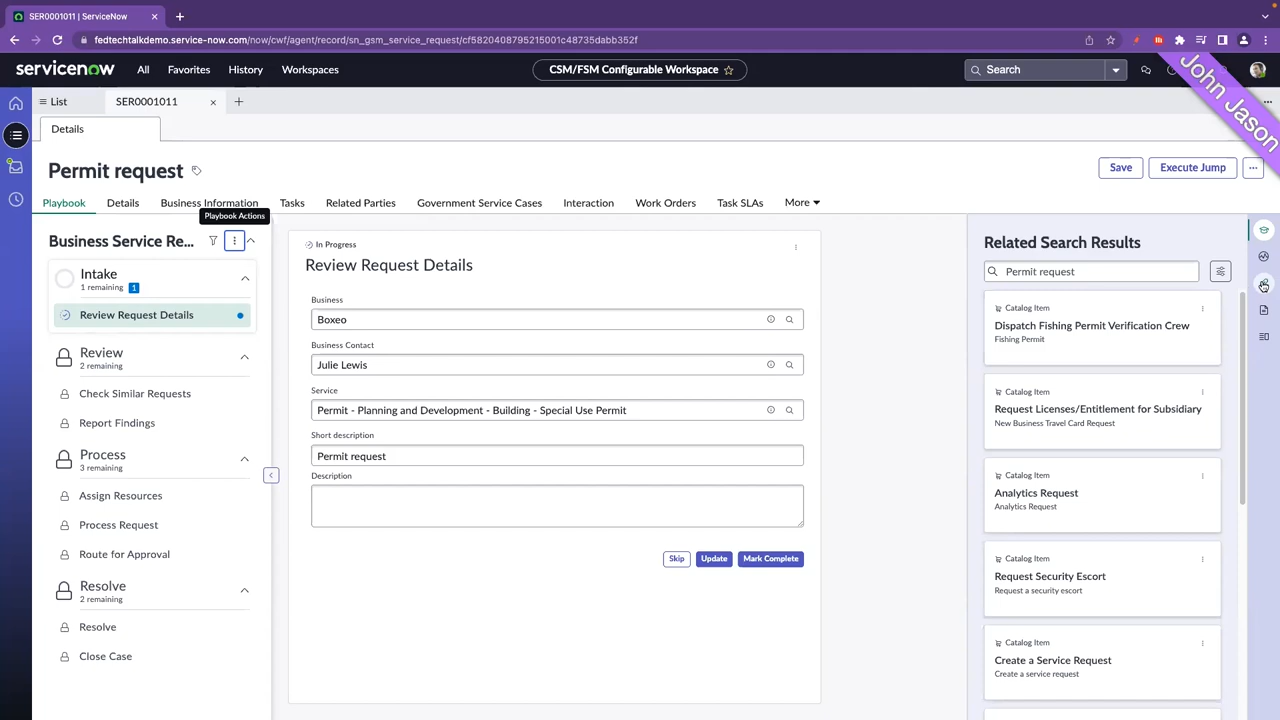 SER0001011 | ServiceNow
fedtechtalkdemo.service-now.com/now/cwf/agent/record/sn_gsm_service_request/cf5820408795215001c48735dabb352f
servicenow All Favorites History Workspaces CSM/FSM Configurable Workspace Search
John Jason
List SER0001011
Details
Permit request
Save Execute Jump
Playbook Details Business Information Tasks Related Parties Government Service Cases Interaction Work Orders Task SLAs More
Playbook Actions
Business Service Re...
Intake
1 remaining 1
Review Request Details
Review
2 remaining
Check Similar Requests
Report Findings
Process
3 remaining
Assign Resources
Process Request
Route for Approval
Resolve
2 remaining
Resolve
Close Case
In Progress
Review Request Details
Business
Boxeo
Business Contact
Julie Lewis
Service
Permit - Planning and Development - Building - Special Use Permit
Short description
Permit request
Description
Skip Update Mark Complete
Related Search Results
Permit request
Catalog Item
Dispatch Fishing Permit Verification Crew
Fishing Permit
Catalog Item
Request Licenses/Entitlement for Subsidiary
New Business Travel Card Request
Catalog Item
Analytics Request
Analytics Request
Catalog Item
Request Security Escort
Request a security escort
Catalog Item
Create a Service Request
Create a service request